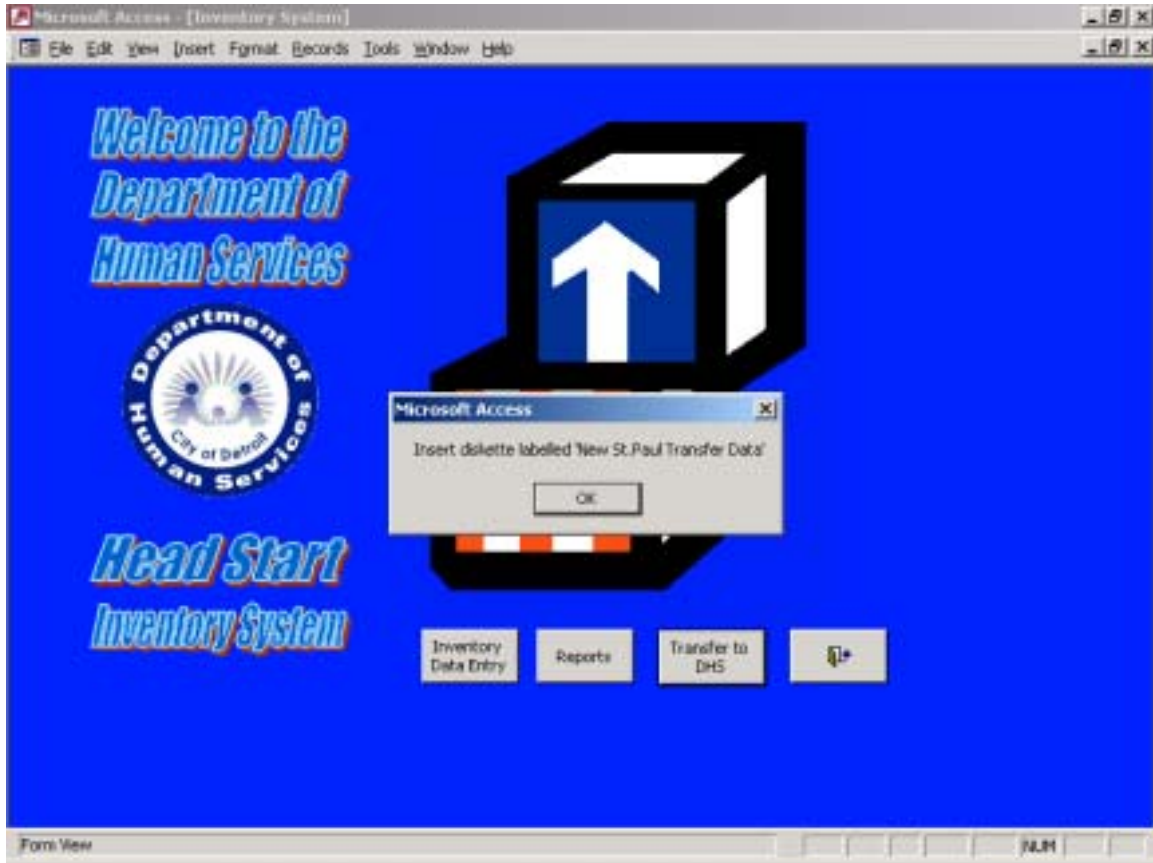 Microsoft Access - [Inventory System]
File Edit View Insert Format Records Tools Window Help
Welcome to the
Department of
Human Services
Department of
Human Services
City of Detroit
Head Start
Inventory System
Microsoft Access
Insert diskette labelled 'New St.Paul Transfer Data'
OK
Inventory
Data Entry
Reports
Transfer to
DHS
Form View
NUM